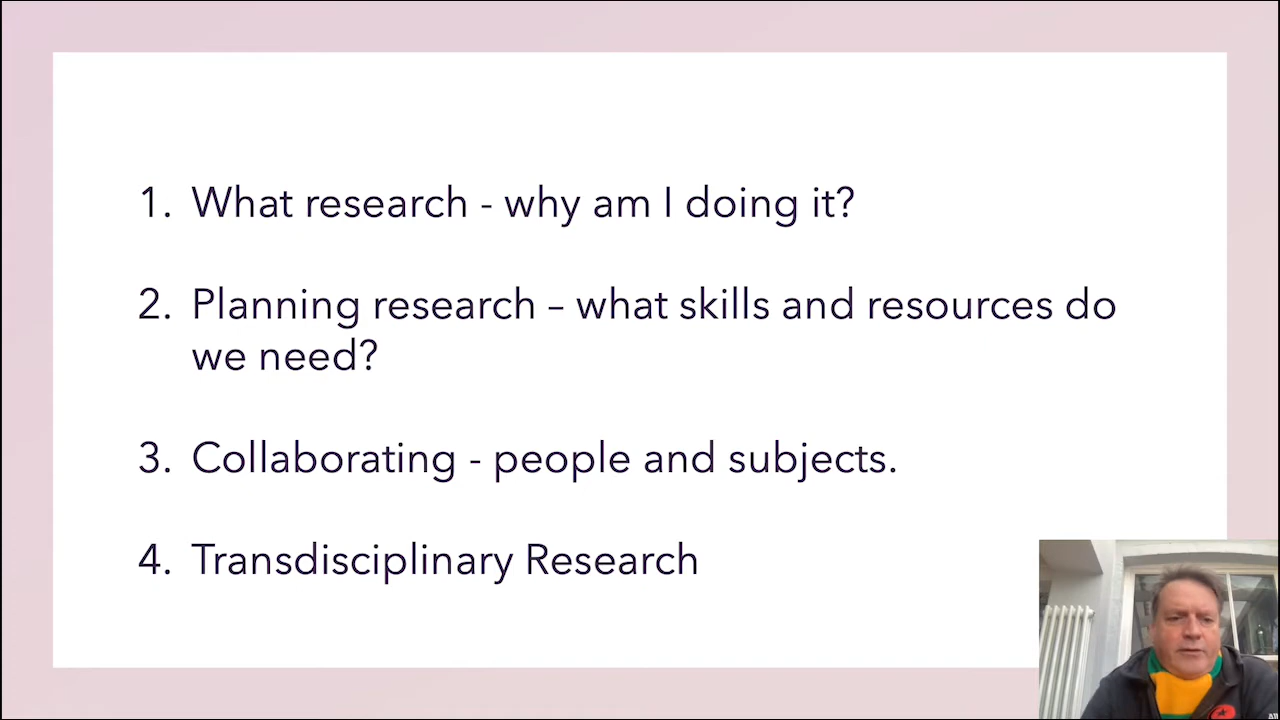 1. What research - why am I doing it?
2. Planning research – what skills and resources do
we need?
3. Collaborating - people and subjects.
4. Transdisciplinary Research